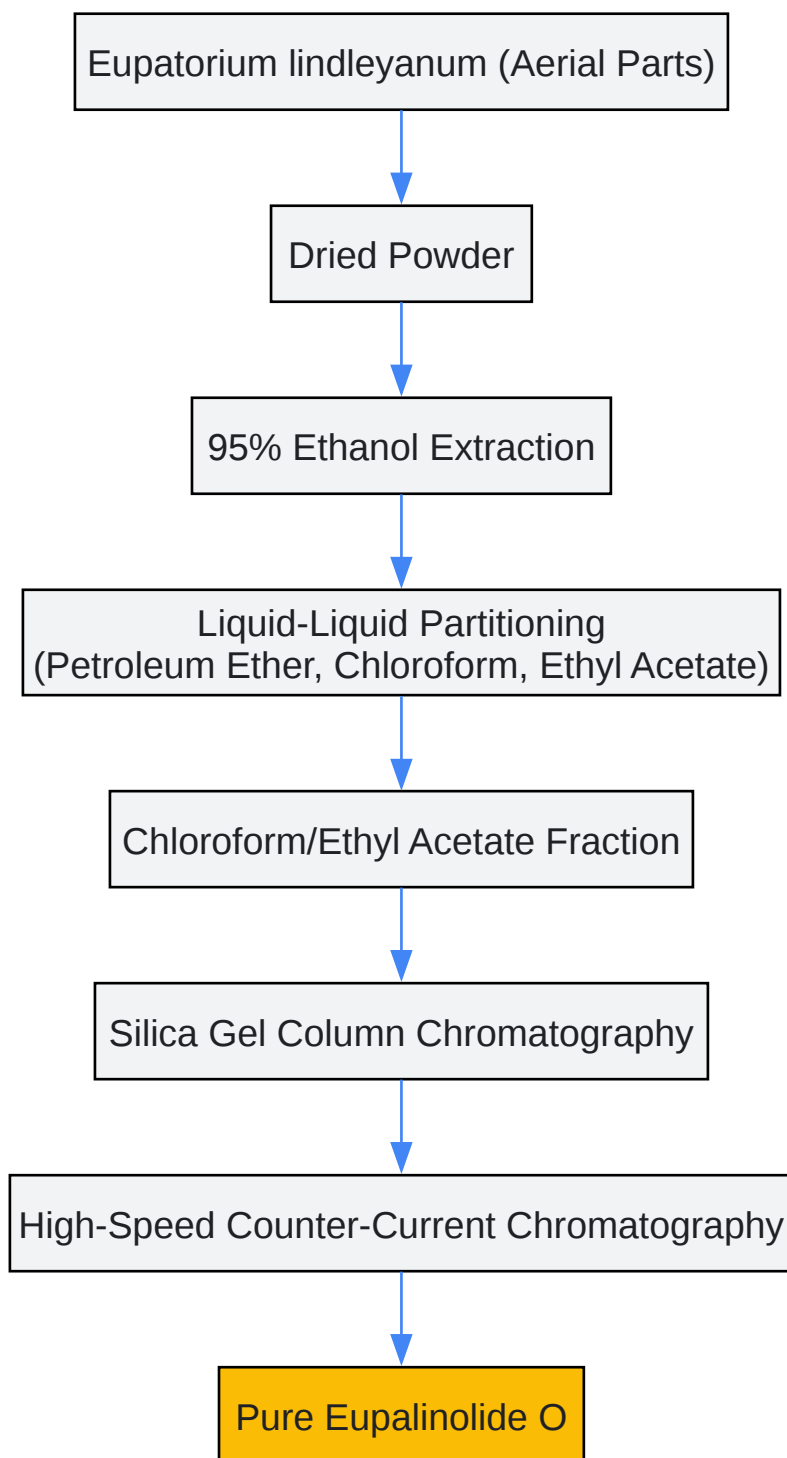 Eupatorium lindleyanum (Aerial Parts)
Dried Powder
95% Ethanol Extraction
Liquid-Liquid Partitioning
(Petroleum Ether, Chloroform, Ethyl Acetate)
Chloroform/Ethyl Acetate Fraction
Silica Gel Column Chromatography
High-Speed Counter-Current Chromatography
Pure Eupalinolide O